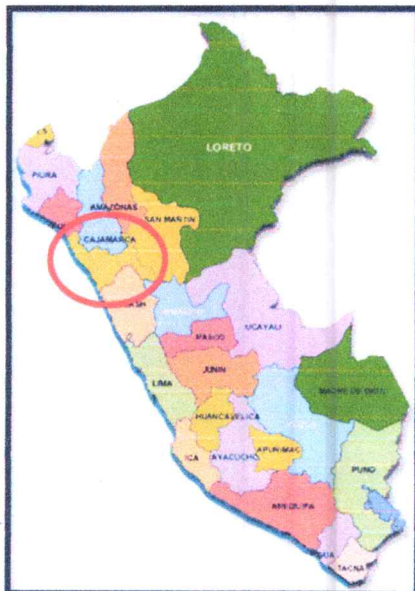 LORETO
PIURA
AMAZONAS
SAN MARTIN
CAJAMARCA
UCAYALI
PASCO
JUNIN
LIMA
MADRE DE DIOS
HUANCAVELICA
ICA
AYACUCHO
APURIMAC
PUNO
AREQUIPA
TACNA